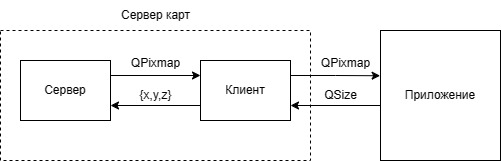 Сервер карт
QPixmap
QPixmap
Сервер
Клиент
Приложение
{x,y,z}
QSize